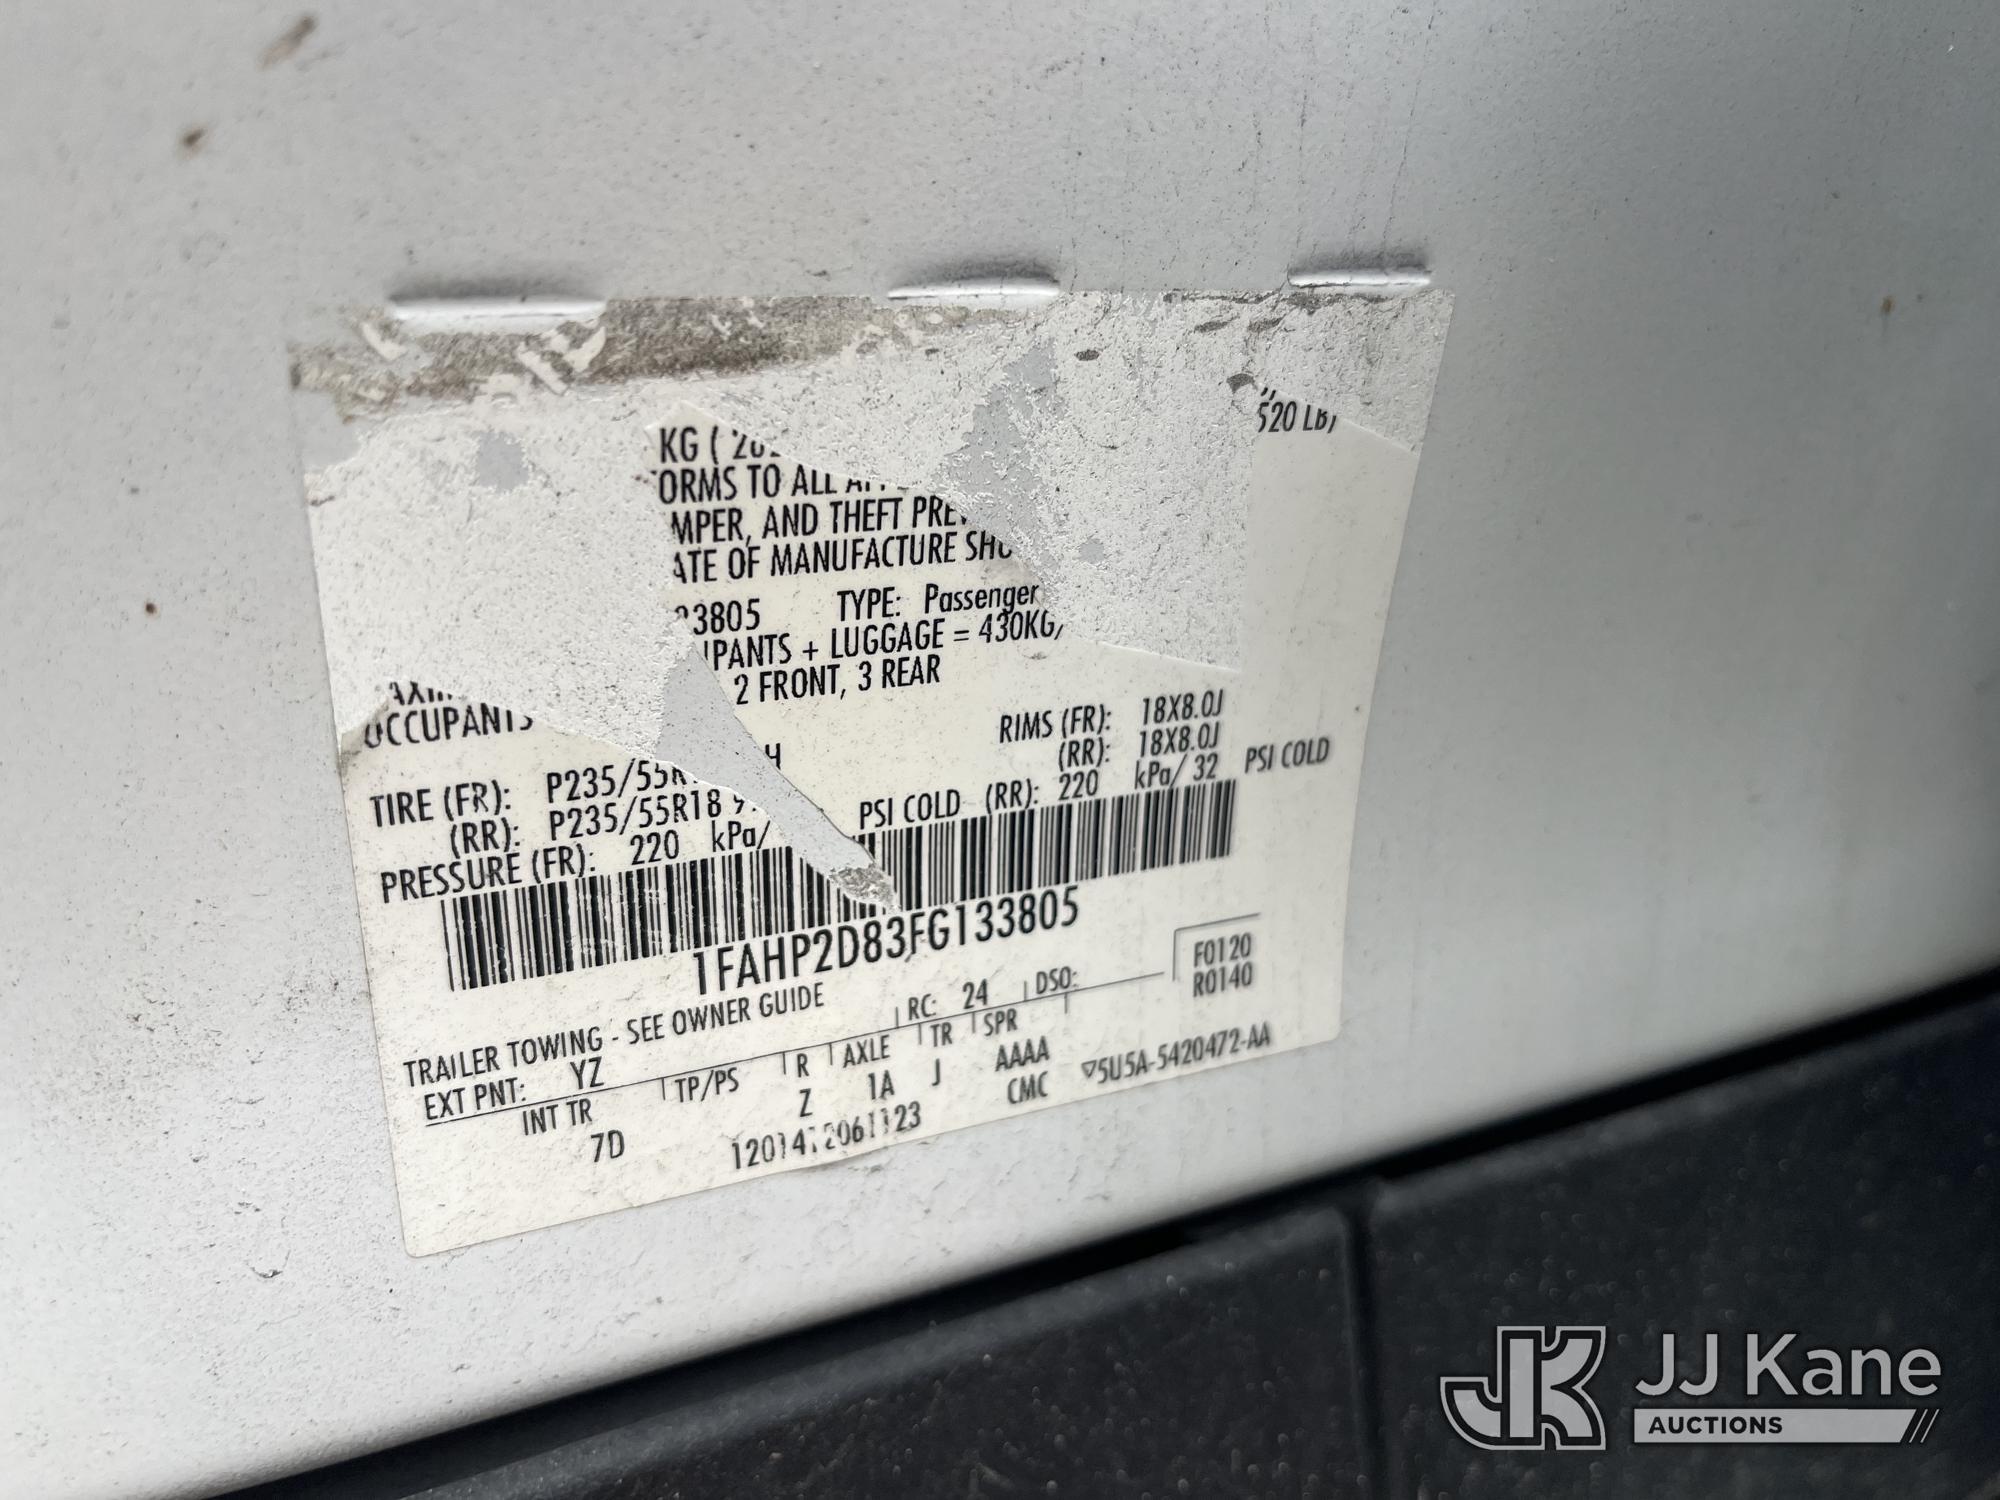 520 LB)
KG (
ORMS TO ALL
MPER, AND THEFT
ATE OF MANUFACTURE
3805 TYPE: Passenger
IPANTS + LUGGAGE = 430KG/
OCCUPANTS 2 FRONT, 3 REAR
TIRE (FR): P235/55R RIMS (FR): 18X8.0J
(RR): P235/55R18 (RR): 18X8.0J
PRESSURE (FR): 220 kPa/ PSI COLD (RR): 220 kPa/ 32 PSI COLD
1FAHP2D83FG133805
TRAILER TOWING - SEE OWNER GUIDE RC: 24 DSO: F0120
R0140
EXT PNT: YZ
INT TR TP/PS R AXLE TR SPR
7D Z 1A J AAAA
CMC ▽5U5A-5420472-AA
1201412061123
JK JJ Kane
AUCTIONS